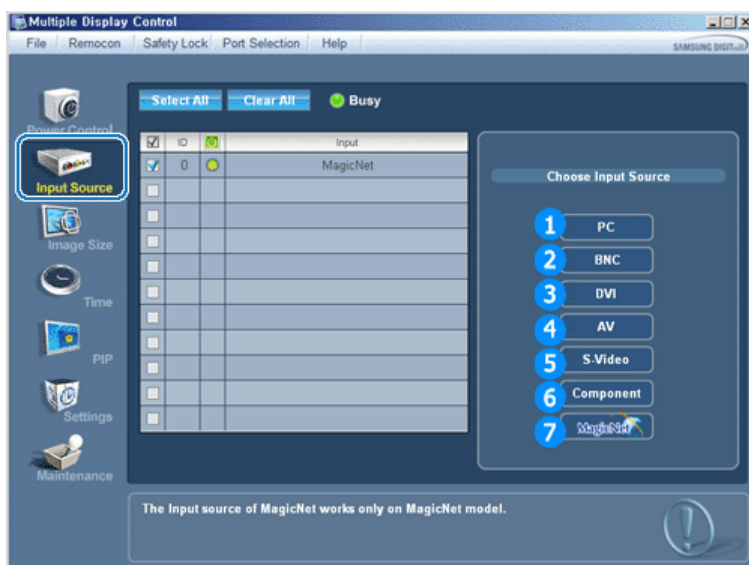 Multiple Display Control
File Remocon Safety Lock Port Selection Help
SAMSUNG DIGITall
Select All Clear All Busy
Power Control
Input Source
Image Size
Time
PIP
Settings
Maintenance
ID Input
0 MagicNet
Choose Input Source
1 PC
2 BNC
3 DVI
4 AV
5 S-Video
6 Component
7 MagicNet
The Input source of MagicNet works only on MagicNet model.